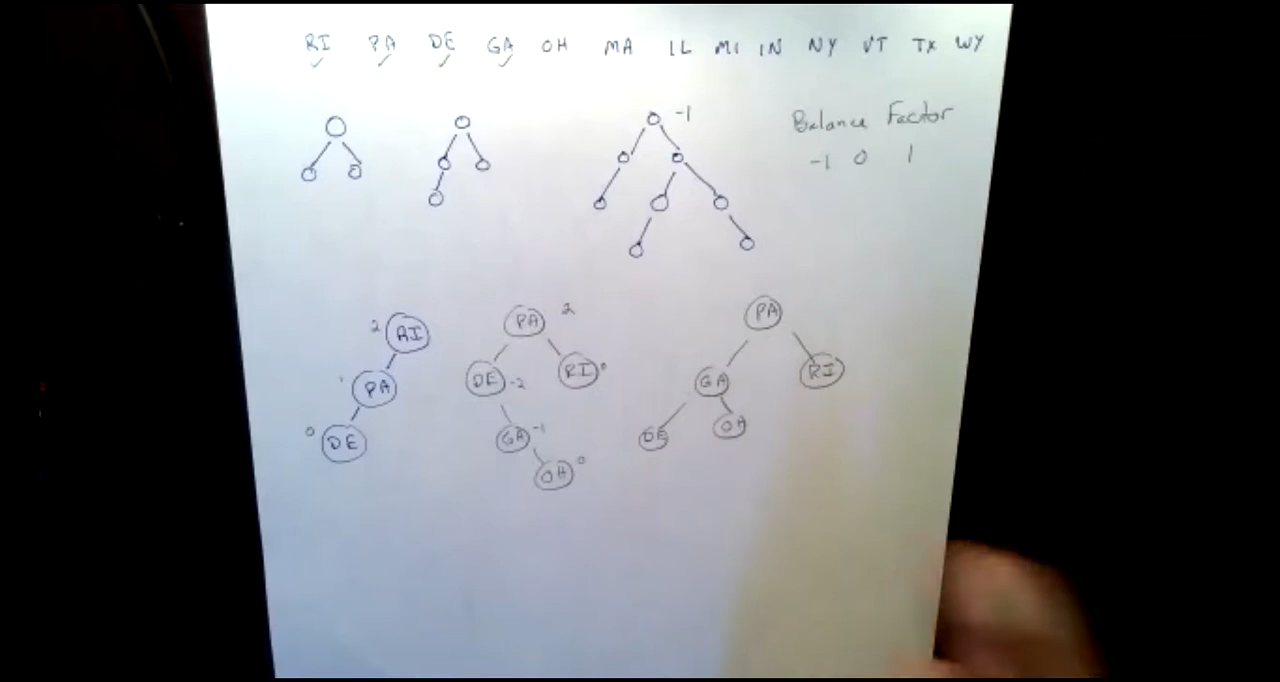 RI PA DE GA OH MA IL MI IN NY VT TX WY
-1
Balance Factor
-1 0 1
2 RI
1 PA
0 DE
PA 2
DE -2 RI 0
GA -1
OH 0
PA
GA RI
DE OH